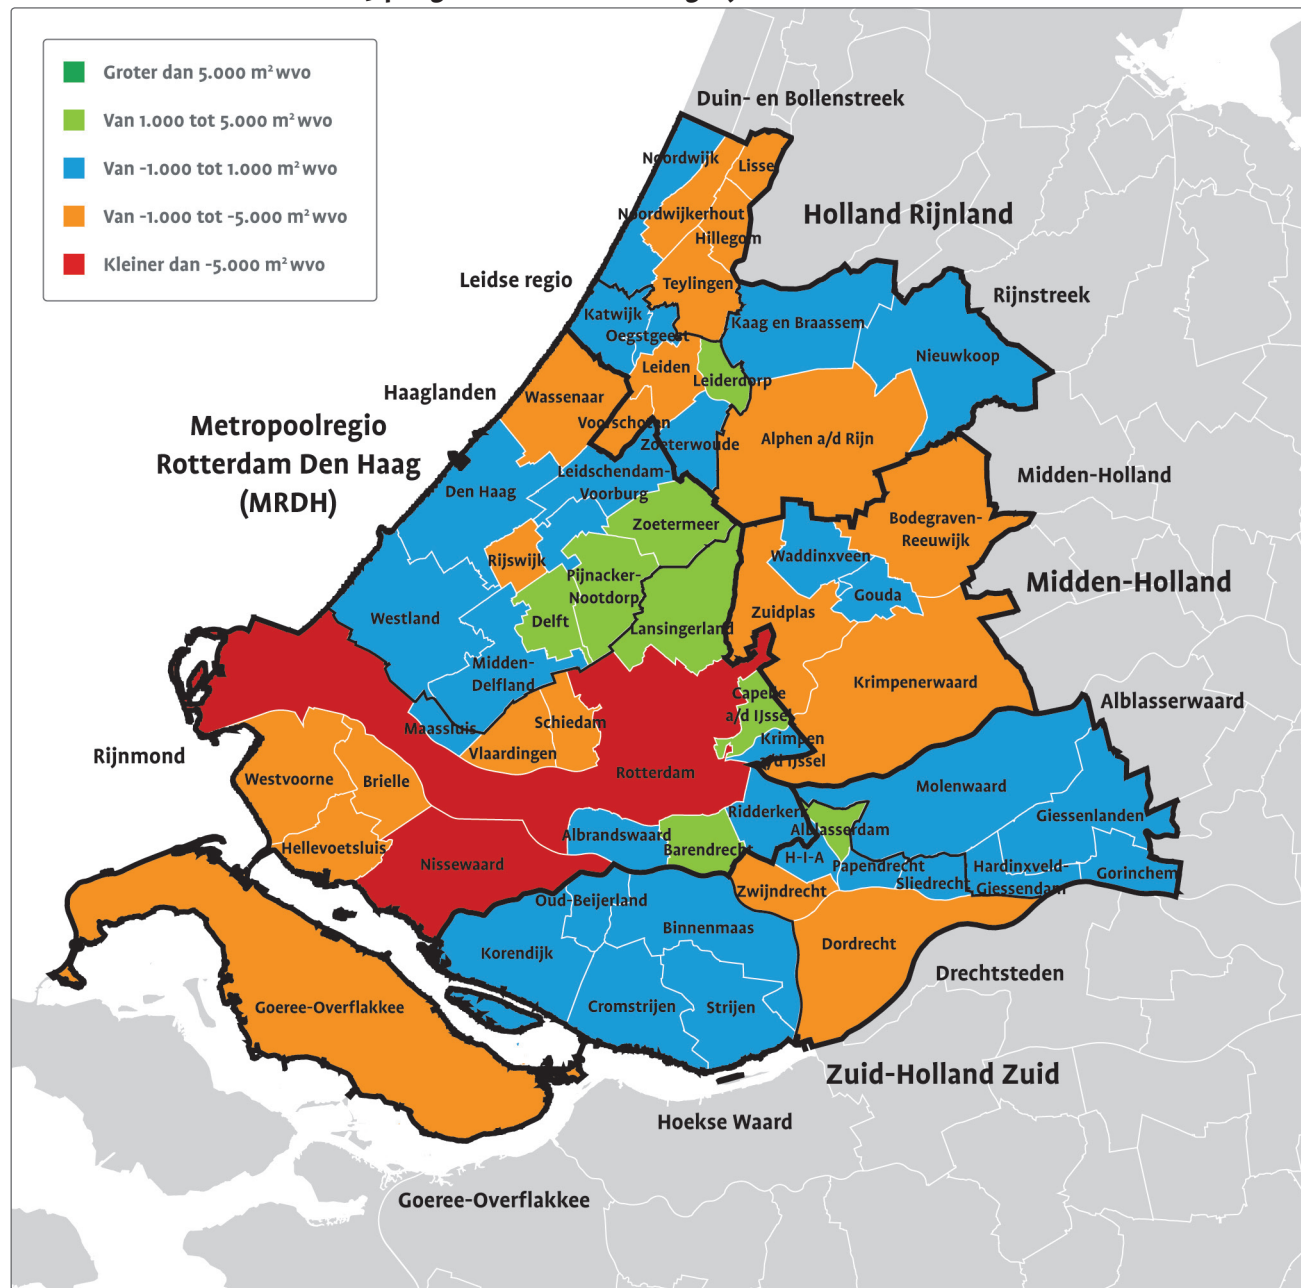 Groter dan 5.000 m² wvo
Van 1.000 tot 5.000 m² wvo
Van -1.000 tot 1.000 m² wvo
Van -1.000 tot -5.000 m² wvo
Kleiner dan -5.000 m² wvo
Duin- en Bollenstreek
Noordwijk
Lisse
Noordwijkerhout
Holland Rijnland
Hillegom
Leidse regio
Teylingen
Rijnstreek
Katwijk
Oegstgeest
Kaag en Braassem
Nieuwkoop
Leiden
Leiderdorp
Haaglanden
Wassenaar
Voorschoten
Metropoolregio
Rotterdam Den Haag
(MRDH)
Zoeterwoude
Alphen a/d Rijn
Midden-Holland
Den Haag
Leidschendam-
Voorburg
Zoetermeer
Bodegraven-
Reeuwijk
Waddinxveen
Rijswijk
Pijnacker-
Nootdorp
Midden-Holland
Gouda
Westland
Delft
Lansingerland
Zuidplas
Midden-
Delfland
Krimpenerwaard
Capelle
a/d IJssel
Alblasserwaard
Maassluis
Schiedam
Vlaardingen
Krimpen
a/d IJssel
Rijnmond
Westvoorne
Brielle
Rotterdam
Molenwaard
Giessenlanden
Ridderkerk
Alblasserdam
Albrandswaard
Barendrecht
Hellevoetsluis
Nissewaard
H-I-A
Papendrecht
Sliedrecht
Hardinxveld-
Giessendam
Gorinchem
Zwijndrecht
Oud-Beijerland
Binnenmaas
Dordrecht
Korendijk
Drechtsteden
Goeree-Overflakkee
Cromstrijen
Strijen
Zuid-Holland Zuid
Hoekse Waard
Goeree-Overflakkee